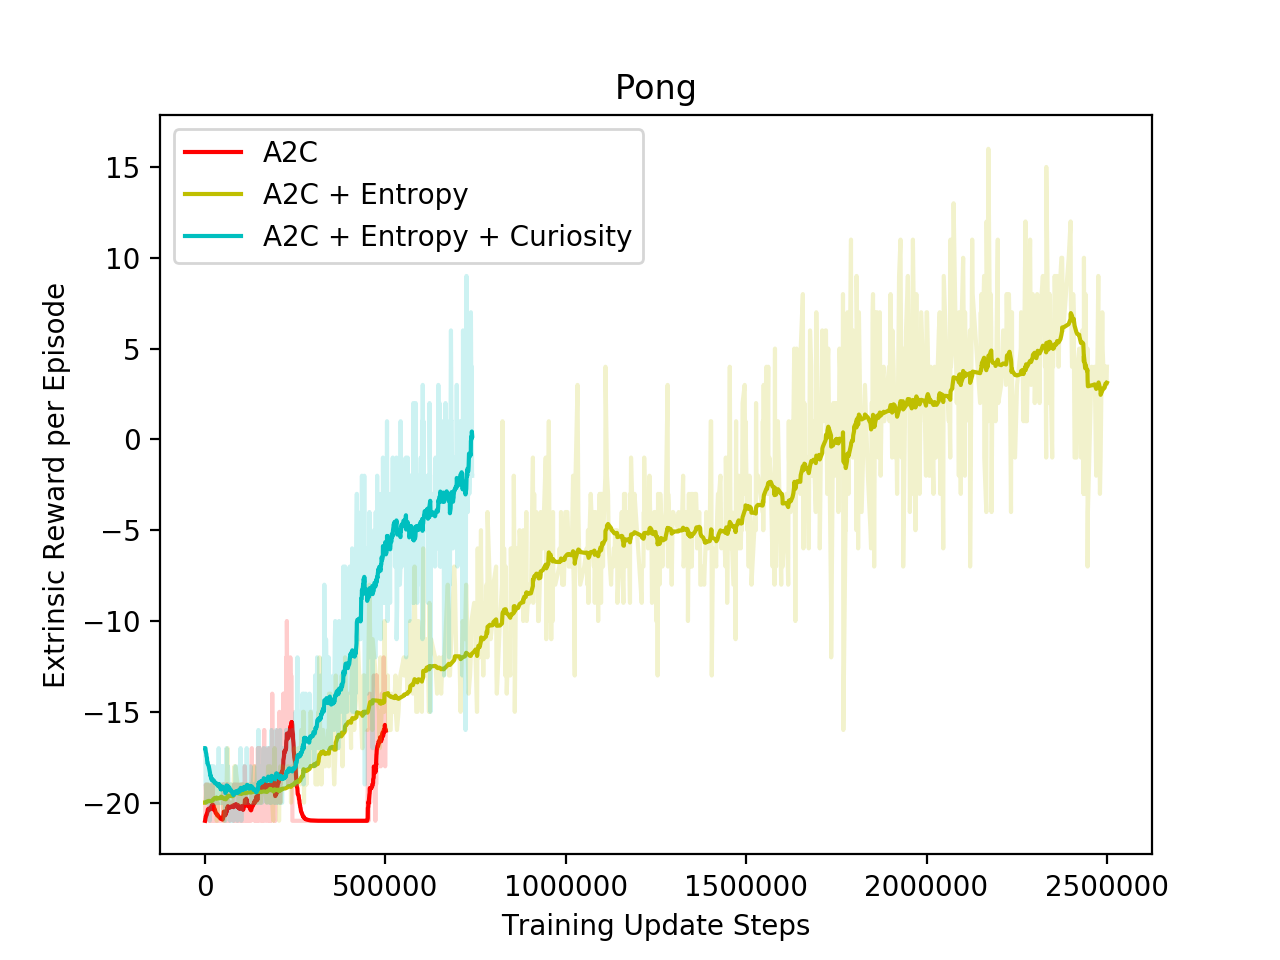 Pong
A2C
A2C + Entropy
A2C + Entropy + Curiosity
15
10
5
0
−5
−10
−15
−20
Extrinsic Reward per Episode
0 500000 1000000 1500000 2000000 2500000
Training Update Steps